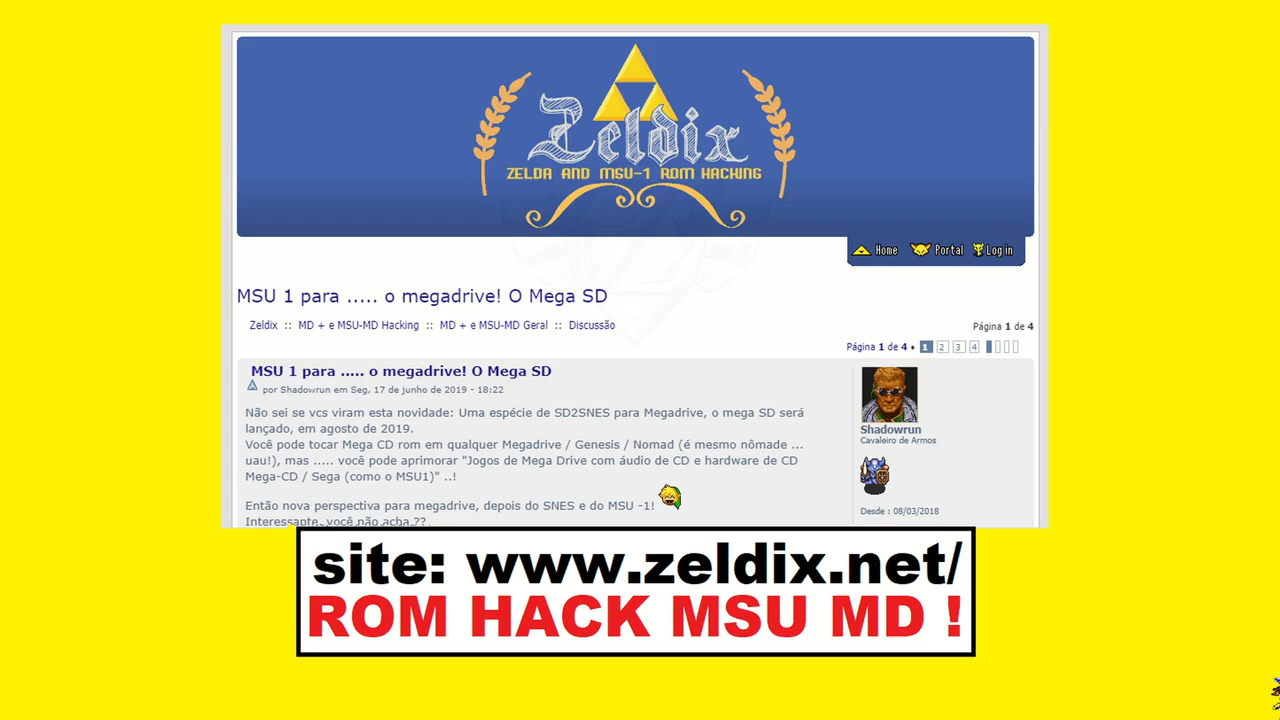 Zeldix
ZELDA AND MSU-1 ROM HACKING
Home Portal Log in
MSU 1 para ..... o megadrive! O Mega SD
Zeldix :: MD + e MSU-MD Hacking :: MD + e MSU-MD Geral :: Discussão
Página 1 de 4
Página 1 de 4 • 1 2 3 4
MSU 1 para ..... o megadrive! O Mega SD
por Shadowrun em Seg, 17 de junho de 2019 - 18:22
Não sei se vcs viram esta novidade: Uma espécie de SD2SNES para Megadrive, o mega SD será
lançado, em agosto de 2019.
Você pode tocar Mega CD rom em qualquer Megadrive / Genesis / Nomad (é mesmo nômade ...
uau!), mas ..... você pode aprimorar "Jogos de Mega Drive com áudio de CD e hardware de CD
Mega-CD / Sega (como o MSU1)" ..!
Então nova perspectiva para megadrive, depois do SNES e do MSU -1!
Interessante, você não acha ??
Shadowrun
Cavaleiro de Armos
Desde : 08/03/2018
site: www.zeldix.net/
ROM HACK MSU MD !